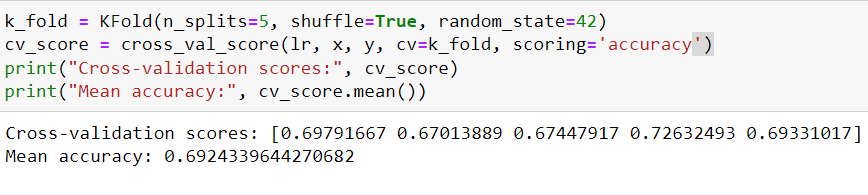 k_fold = KFold(n_splits=5, shuffle=True, random_state=42)
cv_score = cross_val_score(lr, x, y, cv=k_fold, scoring='accuracy')
print("Cross-validation scores:", cv_score)
print("Mean accuracy:", cv_score.mean())
Cross-validation scores: [0.69791667 0.67013889 0.67447917 0.72632493 0.69331017]
Mean accuracy: 0.6924339644270682